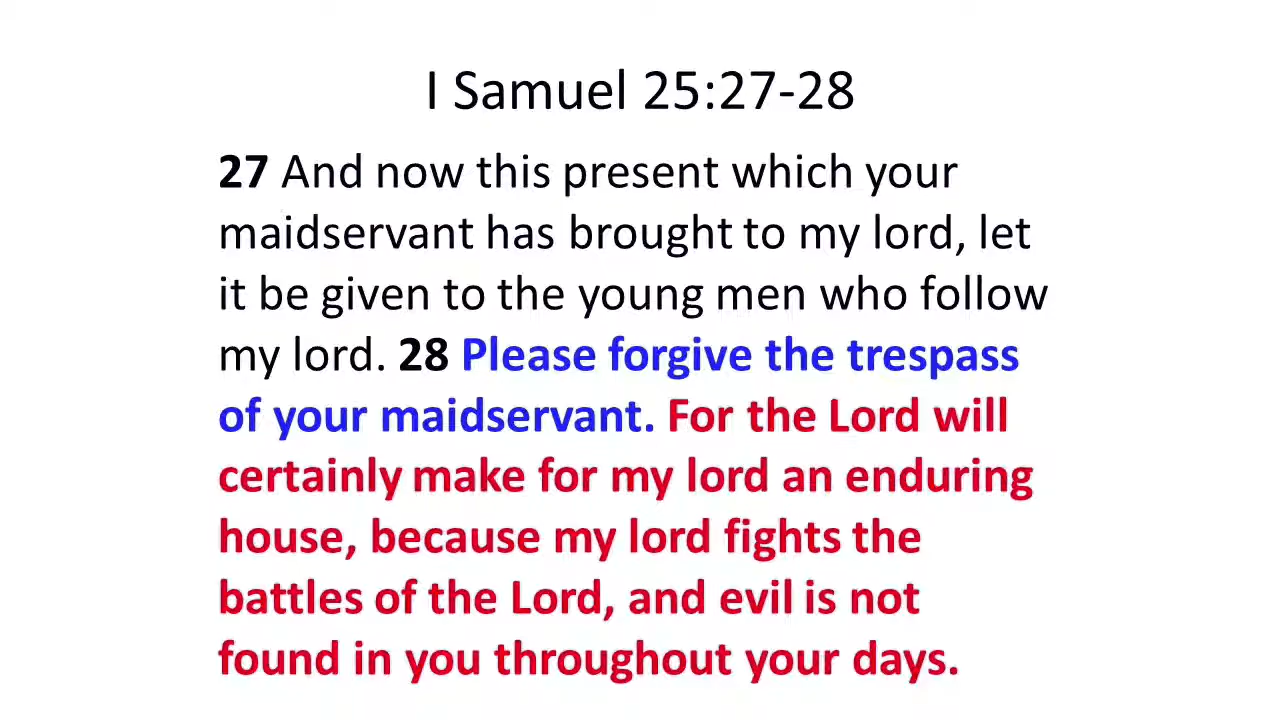 I Samuel 25:27-28
27 And now this present which your
maidservant has brought to my lord, let
it be given to the young men who follow
my lord. 28 Please forgive the trespass
of your maidservant. For the Lord will
certainly make for my lord an enduring
house, because my lord fights the
battles of the Lord, and evil is not
found in you throughout your days.